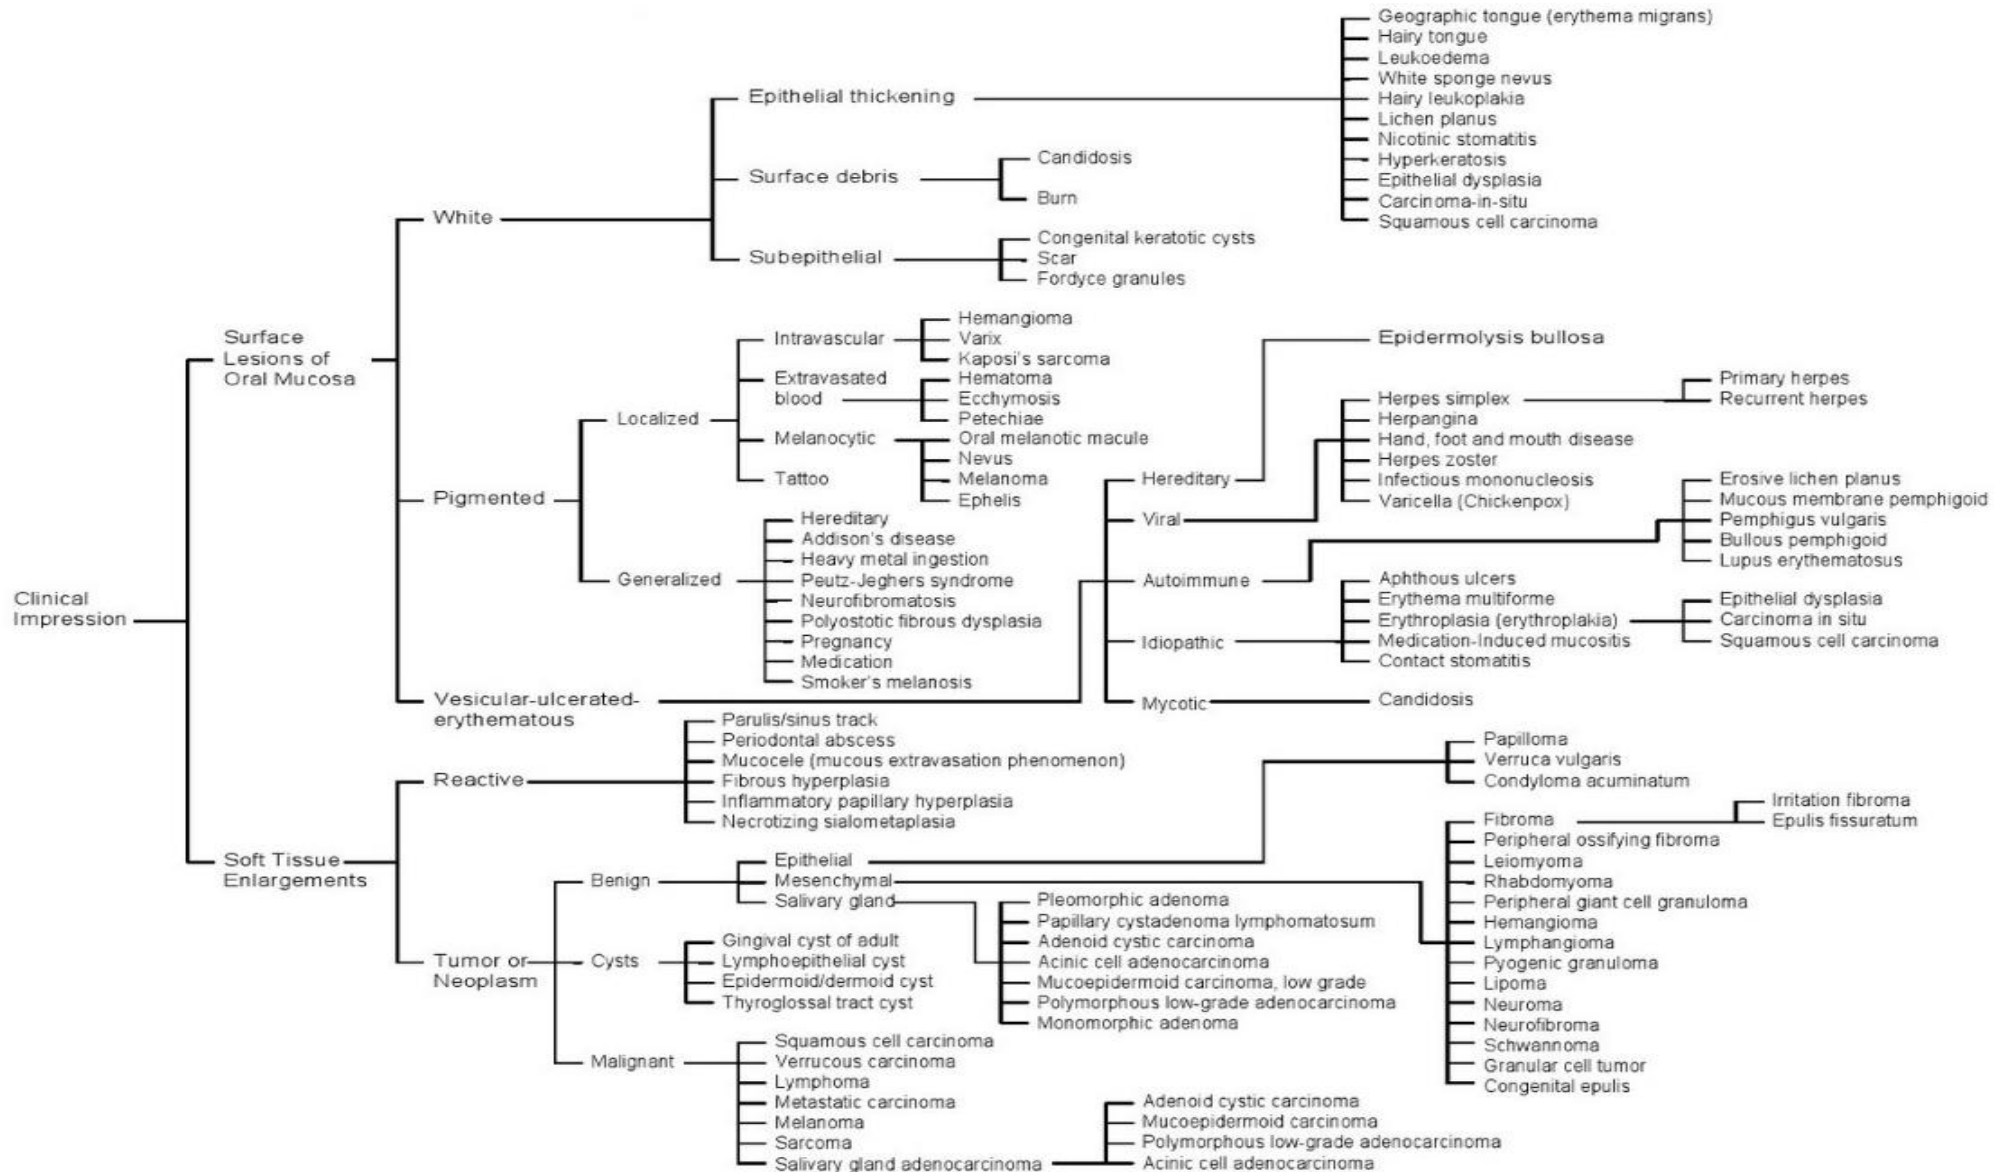 Clinical
Impression
Surface
Lesions of
Oral Mucosa
White
Epithelial thickening
Geographic tongue (erythema migrans)
Hairy tongue
Leukoedema
White sponge nevus
Hairy leukoplakia
Lichen planus
Nicotinic stomatitis
Hyperkeratosis
Epithelial dysplasia
Carcinoma-in-situ
Squamous cell carcinoma
Surface debris
Candidosis
Burn
Subepithelial
Congenital keratotic cysts
Scar
Fordyce granules
Pigmented
Localized
Intravascular
Hemangioma
Varix
Kaposi's sarcoma
Extravasated
blood
Hematoma
Ecchymosis
Petechiae
Melanocytic
Oral melanotic macule
Nevus
Melanoma
Ephelis
Tattoo
Generalized
Hereditary
Addison's disease
Heavy metal ingestion
Peutz-Jeghers syndrome
Neurofibromatosis
Polyostotic fibrous dysplasia
Pregnancy
Medication
Smoker's melanosis
Vesicular-ulcerated-
erythematous
Hereditary
Epidermolysis bullosa
Viral
Herpes simplex
Primary herpes
Recurrent herpes
Herpangina
Hand, foot and mouth disease
Herpes zoster
Infectious mononucleosis
Varicella (Chickenpox)
Autoimmune
Erosive lichen planus
Mucous membrane pemphigoid
Pemphigus vulgaris
Bullous pemphigoid
Lupus erythematosus
Idiopathic
Aphthous ulcers
Erythema multiforme
Erythroplasia (erythroplakia)
Epithelial dysplasia
Carcinoma in situ
Squamous cell carcinoma
Medication-Induced mucositis
Contact stomatitis
Mycotic
Candidosis
Soft Tissue
Enlargements
Reactive
Parulis/sinus track
Periodontal abscess
Mucocele (mucous extravasation phenomenon)
Fibrous hyperplasia
Inflammatory papillary hyperplasia
Necrotizing sialometaplasia
Tumor or
Neoplasm
Benign
Epithelial
Papilloma
Verruca vulgaris
Condyloma acuminatum
Mesenchymal
Fibroma
Irritation fibroma
Epulis fissuratum
Peripheral ossifying fibroma
Leiomyoma
Rhabdomyoma
Peripheral giant cell granuloma
Hemangioma
Lymphangioma
Pyogenic granuloma
Lipoma
Neuroma
Neurofibroma
Schwannoma
Granular cell tumor
Congenital epulis
Salivary gland
Pleomorphic adenoma
Papillary cystadenoma lymphomatosum
Adenoid cystic carcinoma
Acinic cell adenocarcinoma
Mucoepidermoid carcinoma, low grade
Polymorphous low-grade adenocarcinoma
Monomorphic adenoma
Cysts
Gingival cyst of adult
Lymphoepithelial cyst
Epidermoid/dermoid cyst
Thyroglossal tract cyst
Malignant
Squamous cell carcinoma
Verrucous carcinoma
Lymphoma
Metastatic carcinoma
Melanoma
Sarcoma
Salivary gland adenocarcinoma
Adenoid cystic carcinoma
Mucoepidermoid carcinoma
Polymorphous low-grade adenocarcinoma
Acinic cell adenocarcinoma